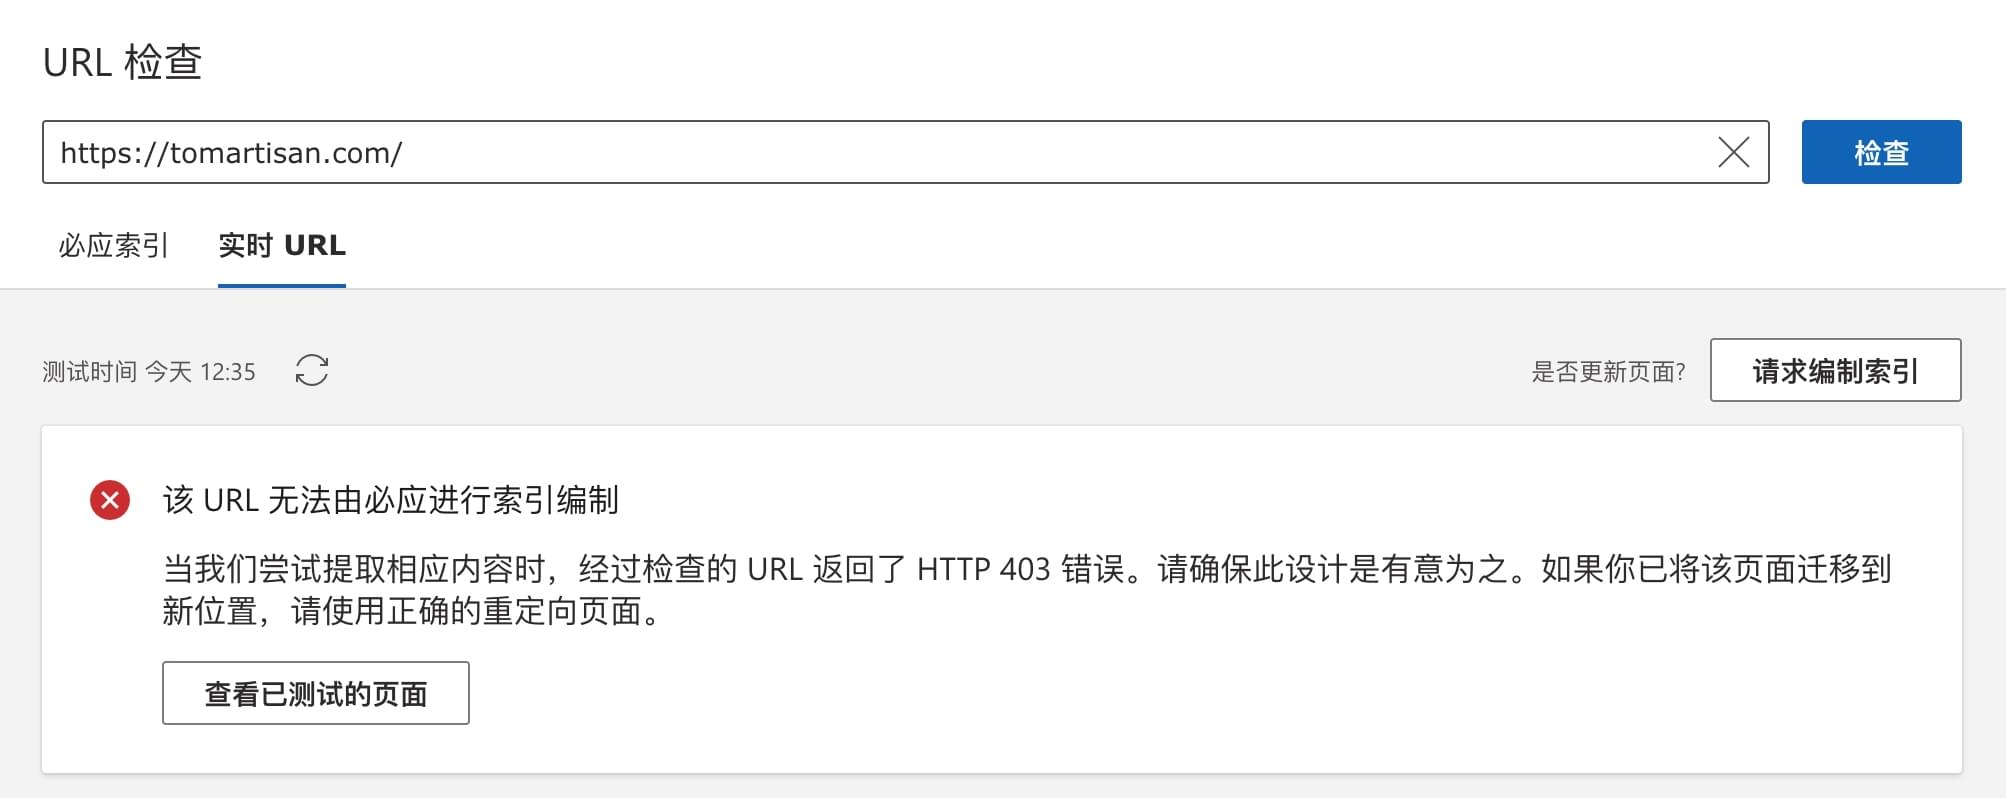 URL 检查
https://tomartisan.com/
检查
必应索引 实时 URL
测试时间 今天 12:35
是否更新页面? 请求编制索引
该 URL 无法由必应进行索引编制
当我们尝试提取相应内容时，经过检查的 URL 返回了 HTTP 403 错误。请确保此设计是有意为之。如果你已将该页面迁移到
新位置，请使用正确的重定向页面。
查看已测试的页面